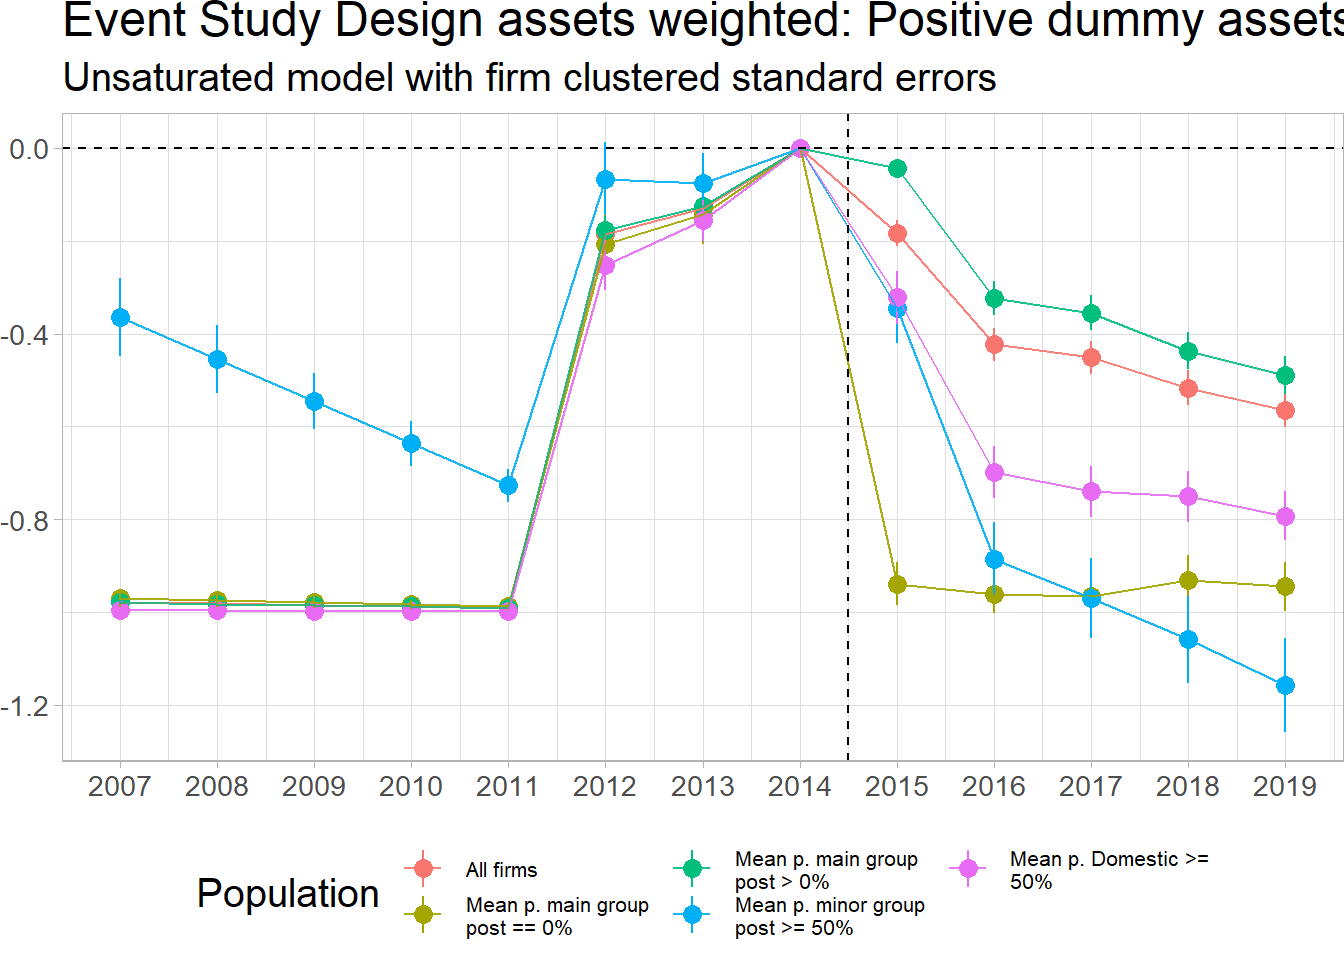 Event Study Design assets weighted: Positive dummy assets
Unsaturated model with firm clustered standard errors
0.0
-0.4
-0.8
-1.2
2007 2008 2009 2010 2011 2012 2013 2014 2015 2016 2017 2018 2019
Population
All firms
Mean p. main group
post == 0%
Mean p. main group
post > 0%
Mean p. minor group
post >= 50%
Mean p. Domestic >=
50%